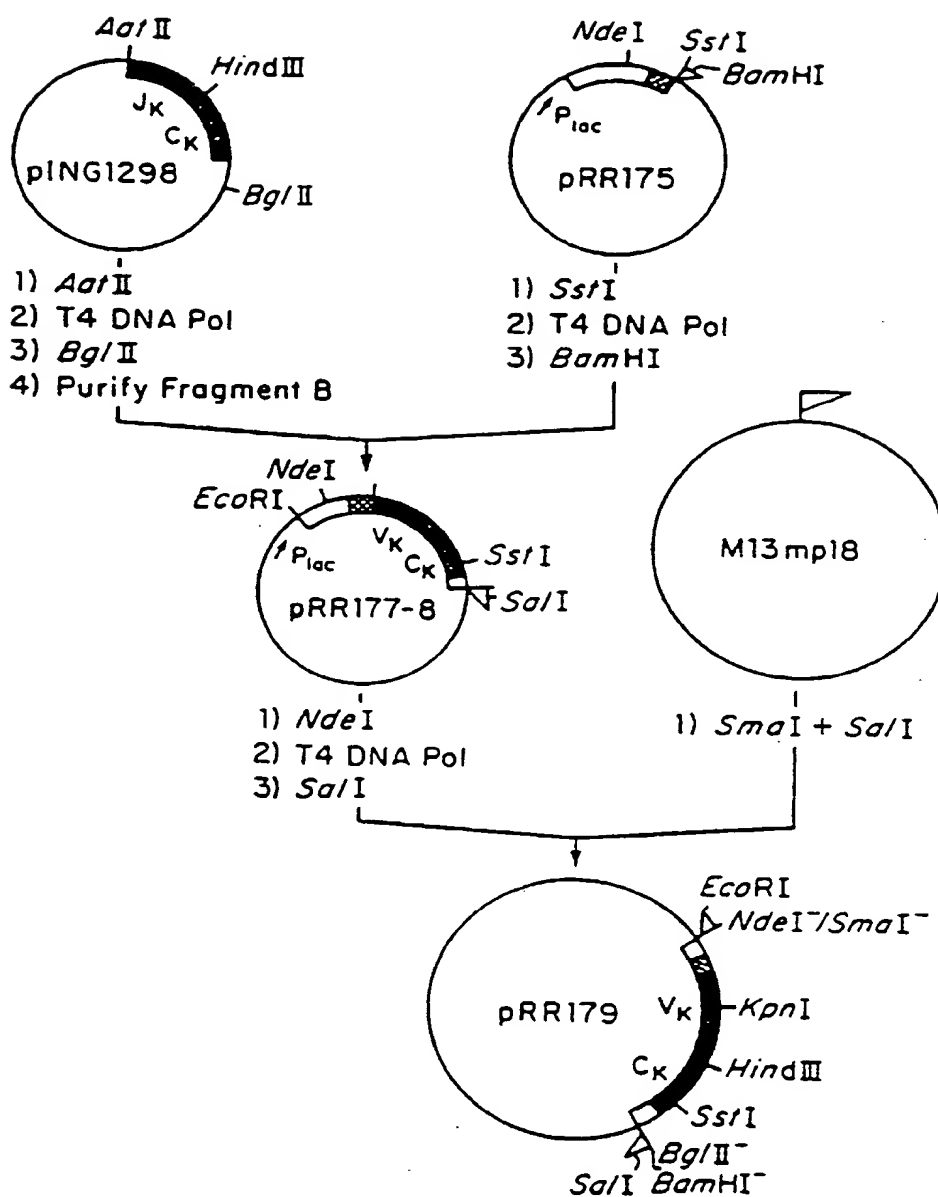 AatII
HindIII
JK
CK
pING1298
BglII
1) AatII
2) T4 DNA Pol
3) BglII
4) Purify Fragment B
NdeI
SstI
BamHI
Plac
pRR175
1) SstI
2) T4 DNA Pol
3) BamHI
NdeI
EcoRI
Plac
VK
CK
SstI
SalI
pRR177-8
1) NdeI
2) T4 DNA Pol
3) SalI
M13mp18
1) SmaI + SalI
EcoRI
NdeI-/SmaI-
pRR179
VK
KpnI
CK
HindIII
SstI
BglII-
SalI BamHI-